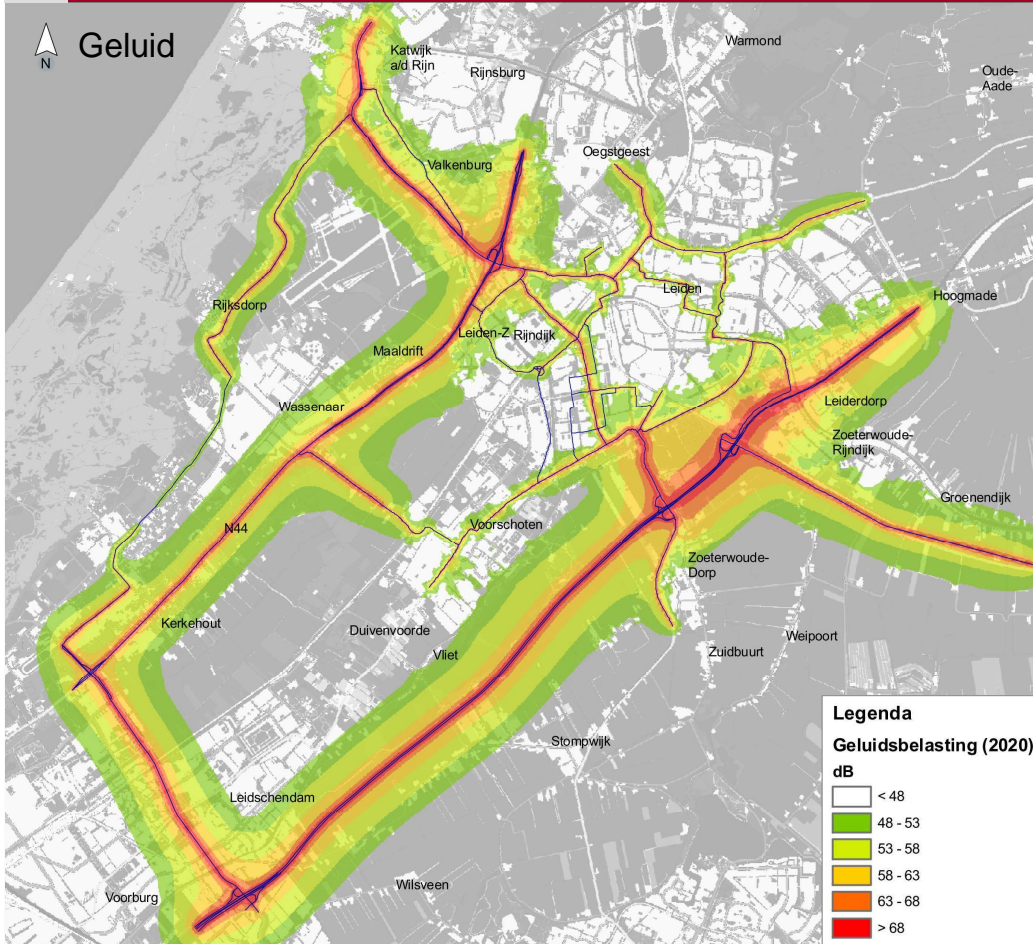 Geluid
N
Katwijk
a/d Rijn
Rijnsburg
Warmond
Oude-
Aade
Oegstgeest
Valkenburg
Rijksdorp
Leiden
Hoogmade
Leiden-Z Rijndijk
Maaldrift
Wassenaar
Leiderdorp
Zoeterwoude-
Rijndijk
Groenendijk
N44
Voorschoten
Zoeterwoude-
Dorp
Kerkehout
Duivenvoorde
Vliet
Weipoort
Zuidbuurt
Stompwijk
Leidschendam
Voorburg
Wilsveen
Legenda
Geluidsbelasting (2020)
dB
< 48
48 - 53
53 - 58
58 - 63
63 - 68
> 68